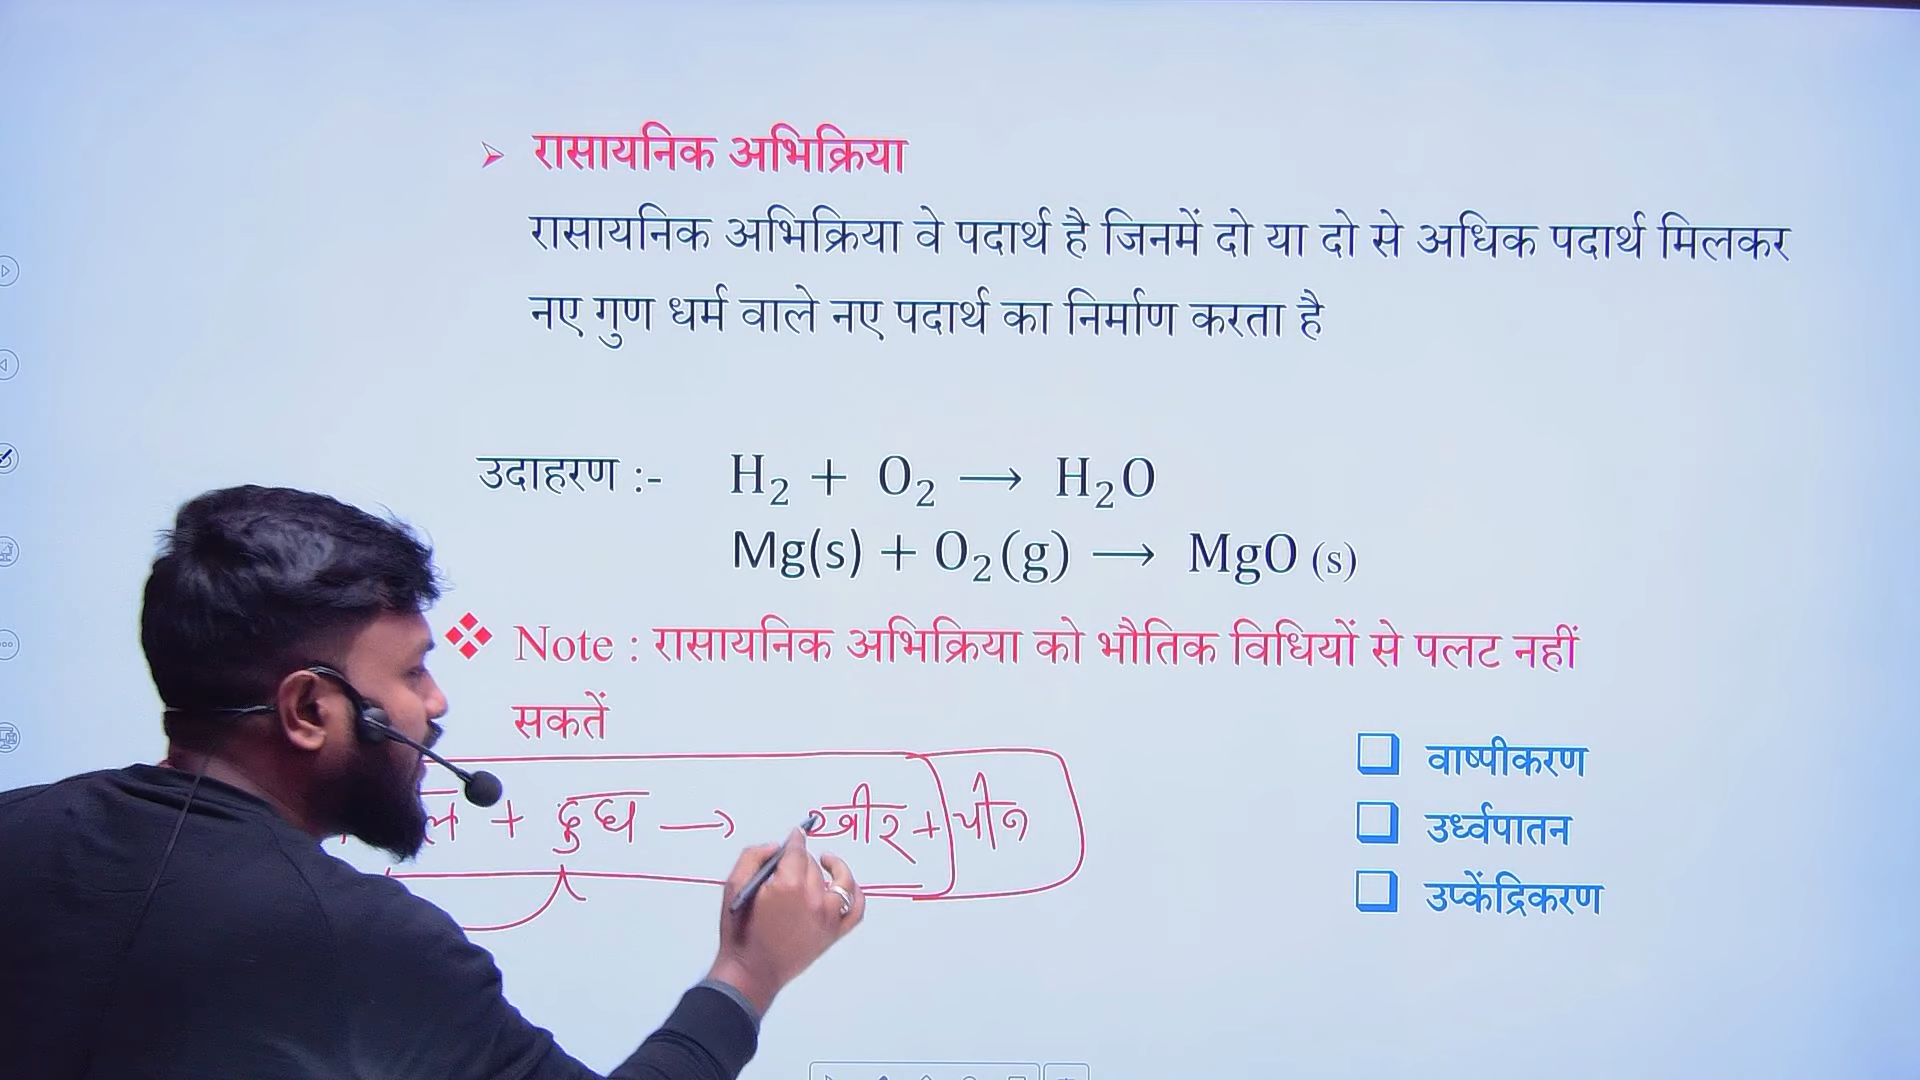 रासायनिक अभिक्रिया
रासायनिक अभिक्रिया वे पदार्थ है जिनमें दो या दो से अधिक पदार्थ मिलकर
नए गुण धर्म वाले नए पदार्थ का निर्माण करता है
उदाहरण :- H₂ + O₂ ⟶ H₂O
Mg(s) + O₂(g) ⟶ MgO (s)
Note : रासायनिक अभिक्रिया को भौतिक विधियों से पलट नहीं
सकतें
+ दुध → खीर +
वाष्पीकरण
उर्ध्वपातन
उप्केंद्रिकरण